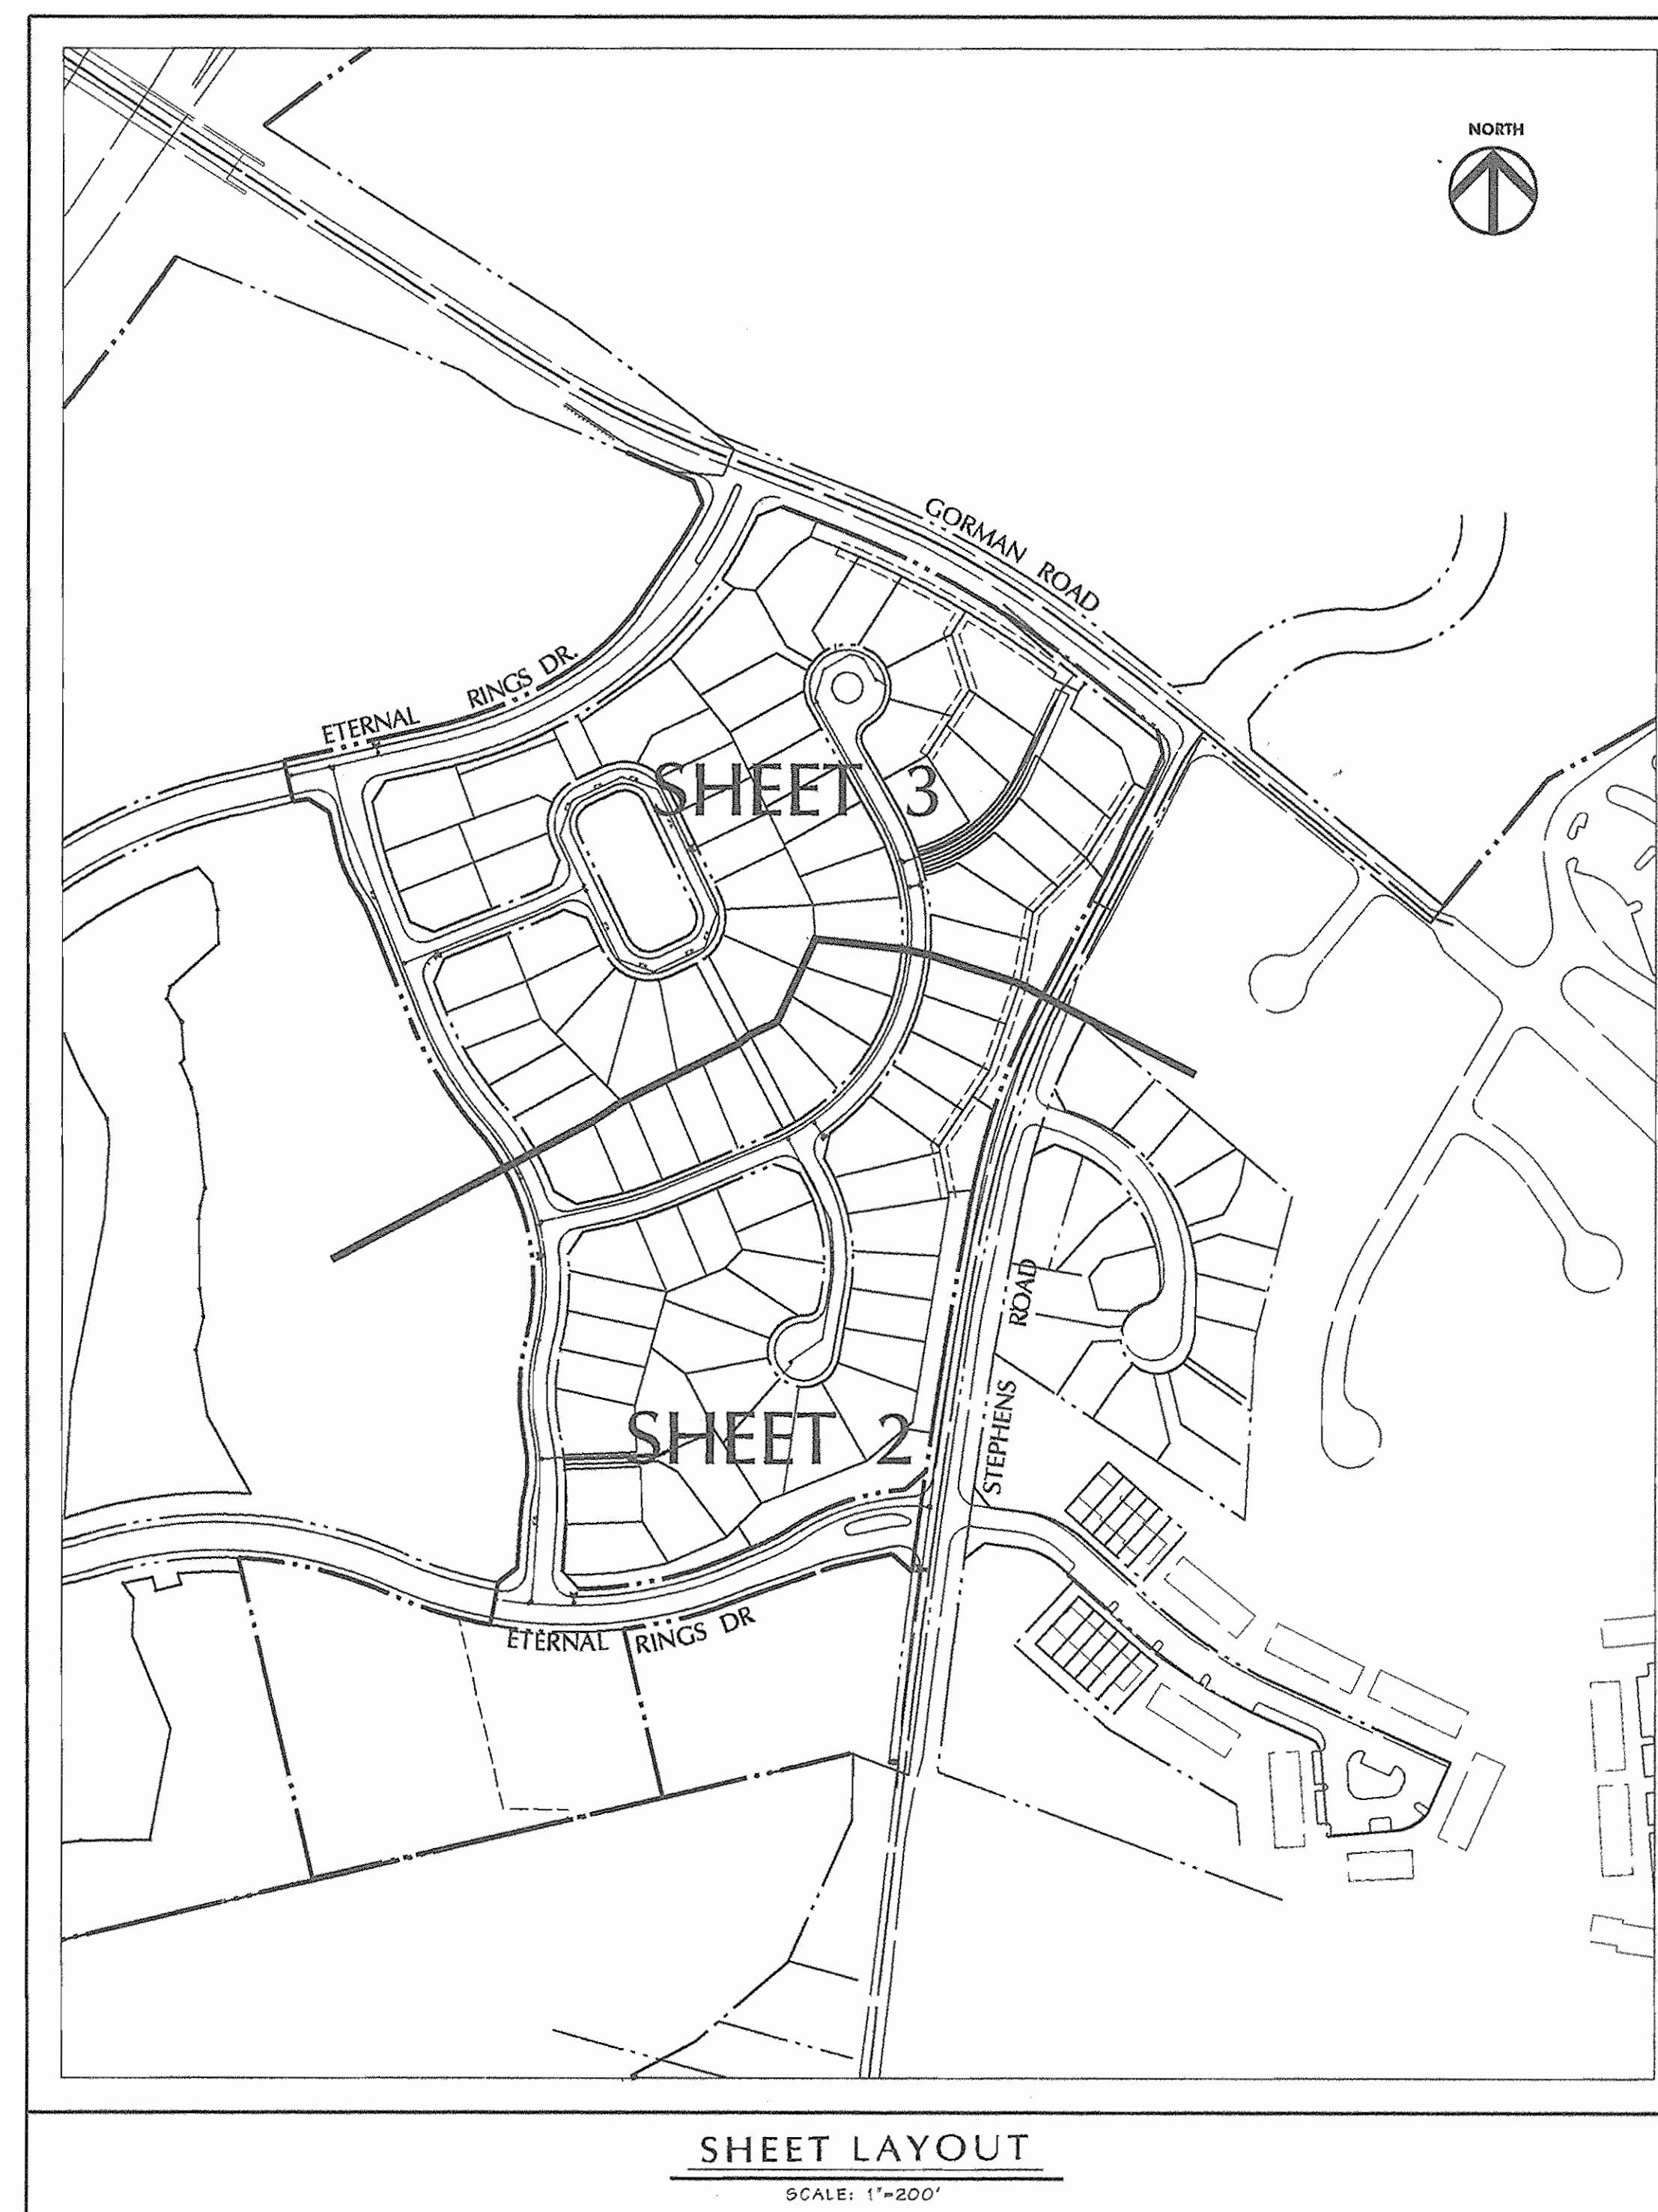 NORTH
GORMAN ROAD
ETERNAL RINGS DR.
SHEET 3
ROAD
STEPHENS
SHEET 2
ETERNAL RINGS DR
SHEET LAYOUT
SCALE: 1"=200'